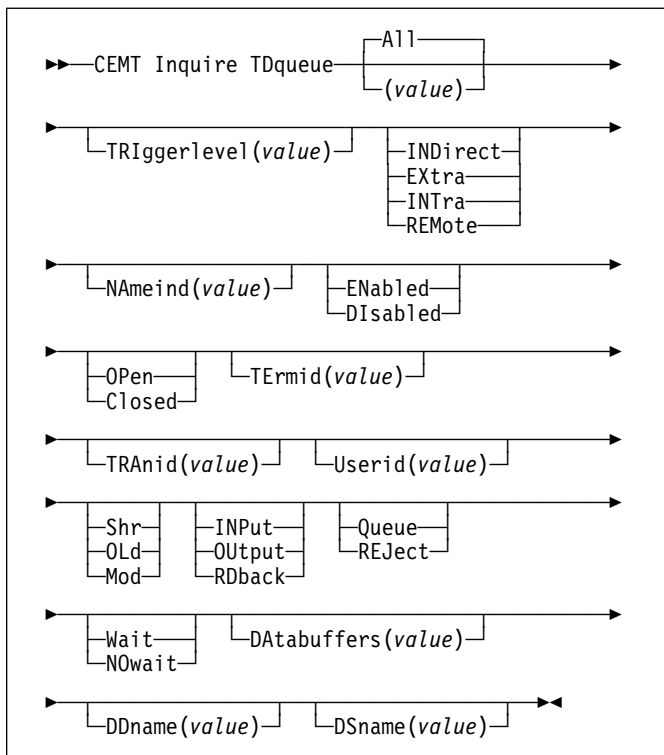 All
CEMT Inquire TDqueue
(value)
TRIggerlevel(value) INDirect
EXtra
INTra
REMote
NAmeind(value) ENabled
DIsabled
OPen TErmid(value)
Closed
TRAnid(value) Userid(value)
Shr INPut Queue
OLd OUtput REJect
Mod RDback
Wait DAtabuffers(value)
NOwait
DDname(value) DSname(value)